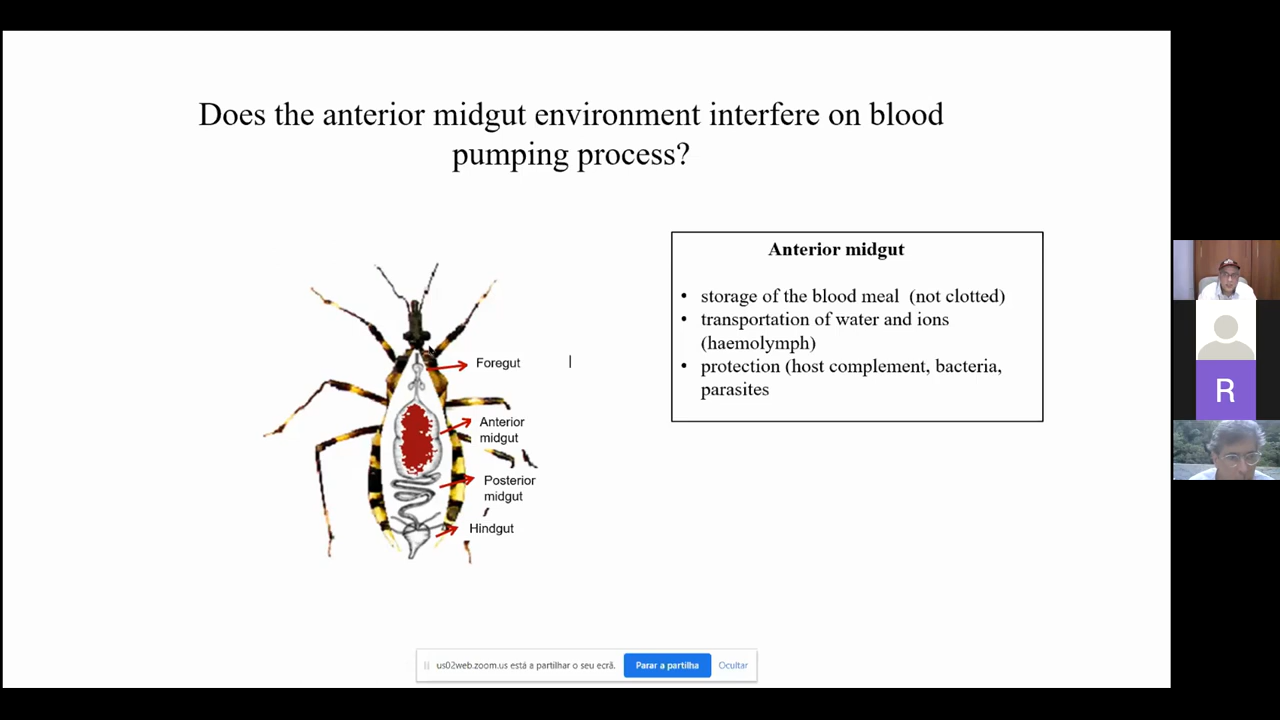 Does the anterior midgut environment interfere on blood
pumping process?
Anterior midgut
• storage of the blood meal (not clotted)
• transportation of water and ions
(haemolymph)
• protection (host complement, bacteria,
parasites
Foregut
Anterior
midgut
Posterior
midgut
Hindgut
R
us02web.zoom.us está a partilhar o seu ecrã.
Parar a partilha
Ocultar